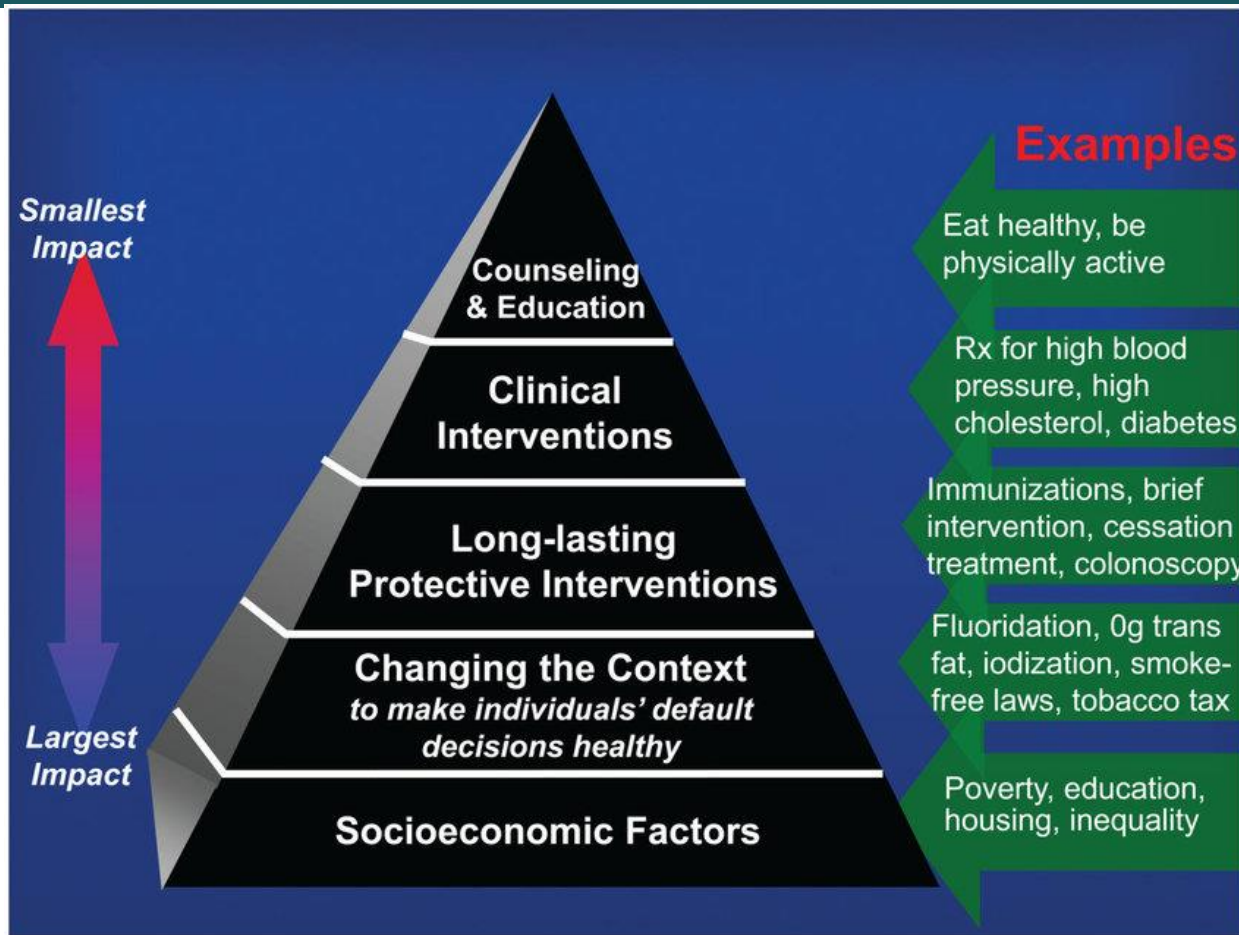 Examples
Smallest
Impact
Eat healthy, be
physically active
Counseling
& Education
Rx for high blood
pressure, high
cholesterol, diabetes
Clinical
Interventions
Immunizations, brief
intervention, cessation
treatment, colonoscopy
Long-lasting
Protective Interventions
Fluoridation, 0g trans
fat, iodization, smoke-
free laws, tobacco tax
Changing the Context
to make individuals' default
decisions healthy
Largest
Impact
Poverty, education,
housing, inequality
Socioeconomic Factors